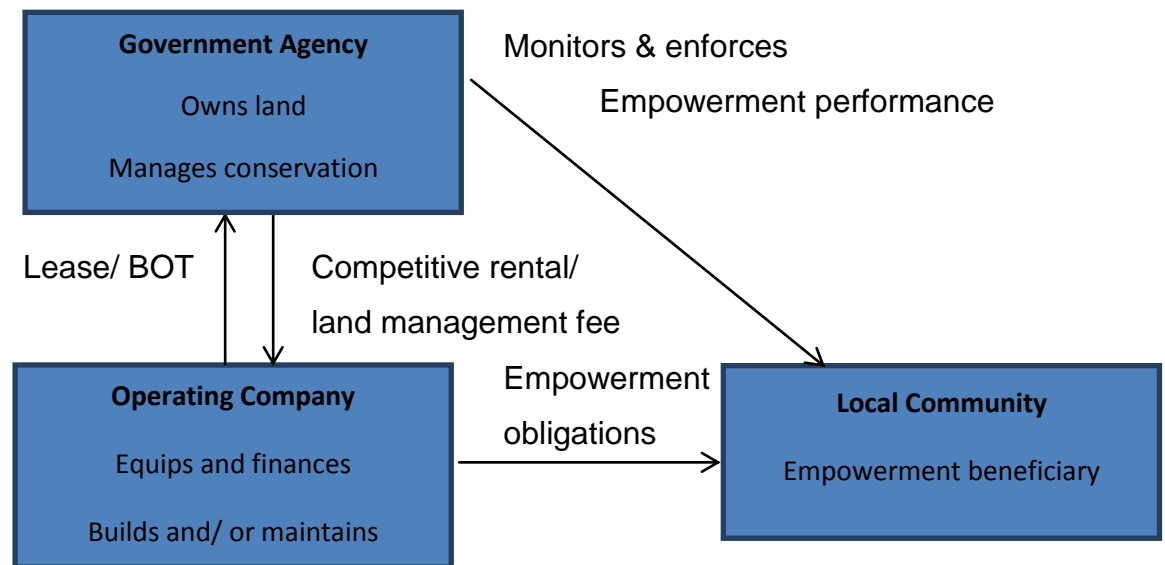 Government Agency
Owns land
Manages conservation
Monitors & enforces
Empowerment performance
Lease/ BOT
Competitive rental/
land management fee
Operating Company
Equips and finances
Builds and/ or maintains
Empowerment
obligations
Local Community
Empowerment beneficiary